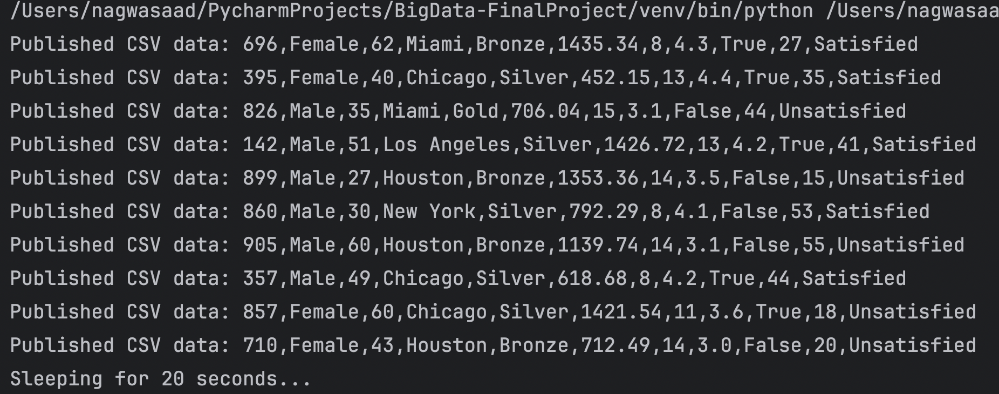 /Users/nagwasaad/PycharmProjects/BigData-FinalProject/venv/bin/python /Users/nagwasaa
Published CSV data: 696,Female,62,Miami,Bronze,1435.34,8,4.3,True,27,Satisfied
Published CSV data: 395,Female,40,Chicago,Silver,452.15,13,4.4,True,35,Satisfied
Published CSV data: 826,Male,35,Miami,Gold,706.04,15,3.1,False,44,Unsatisfied
Published CSV data: 142,Male,51,Los Angeles,Silver,1426.72,13,4.2,True,41,Satisfied
Published CSV data: 899,Male,27,Houston,Bronze,1353.36,14,3.5,False,15,Unsatisfied
Published CSV data: 860,Male,30,New York,Silver,792.29,8,4.1,False,53,Satisfied
Published CSV data: 905,Male,60,Houston,Bronze,1139.74,14,3.1,False,55,Unsatisfied
Published CSV data: 357,Male,49,Chicago,Silver,618.68,8,4.2,True,44,Satisfied
Published CSV data: 857,Female,60,Chicago,Silver,1421.54,11,3.6,True,18,Unsatisfied
Published CSV data: 710,Female,43,Houston,Bronze,712.49,14,3.0,False,20,Unsatisfied
Sleeping for 20 seconds...